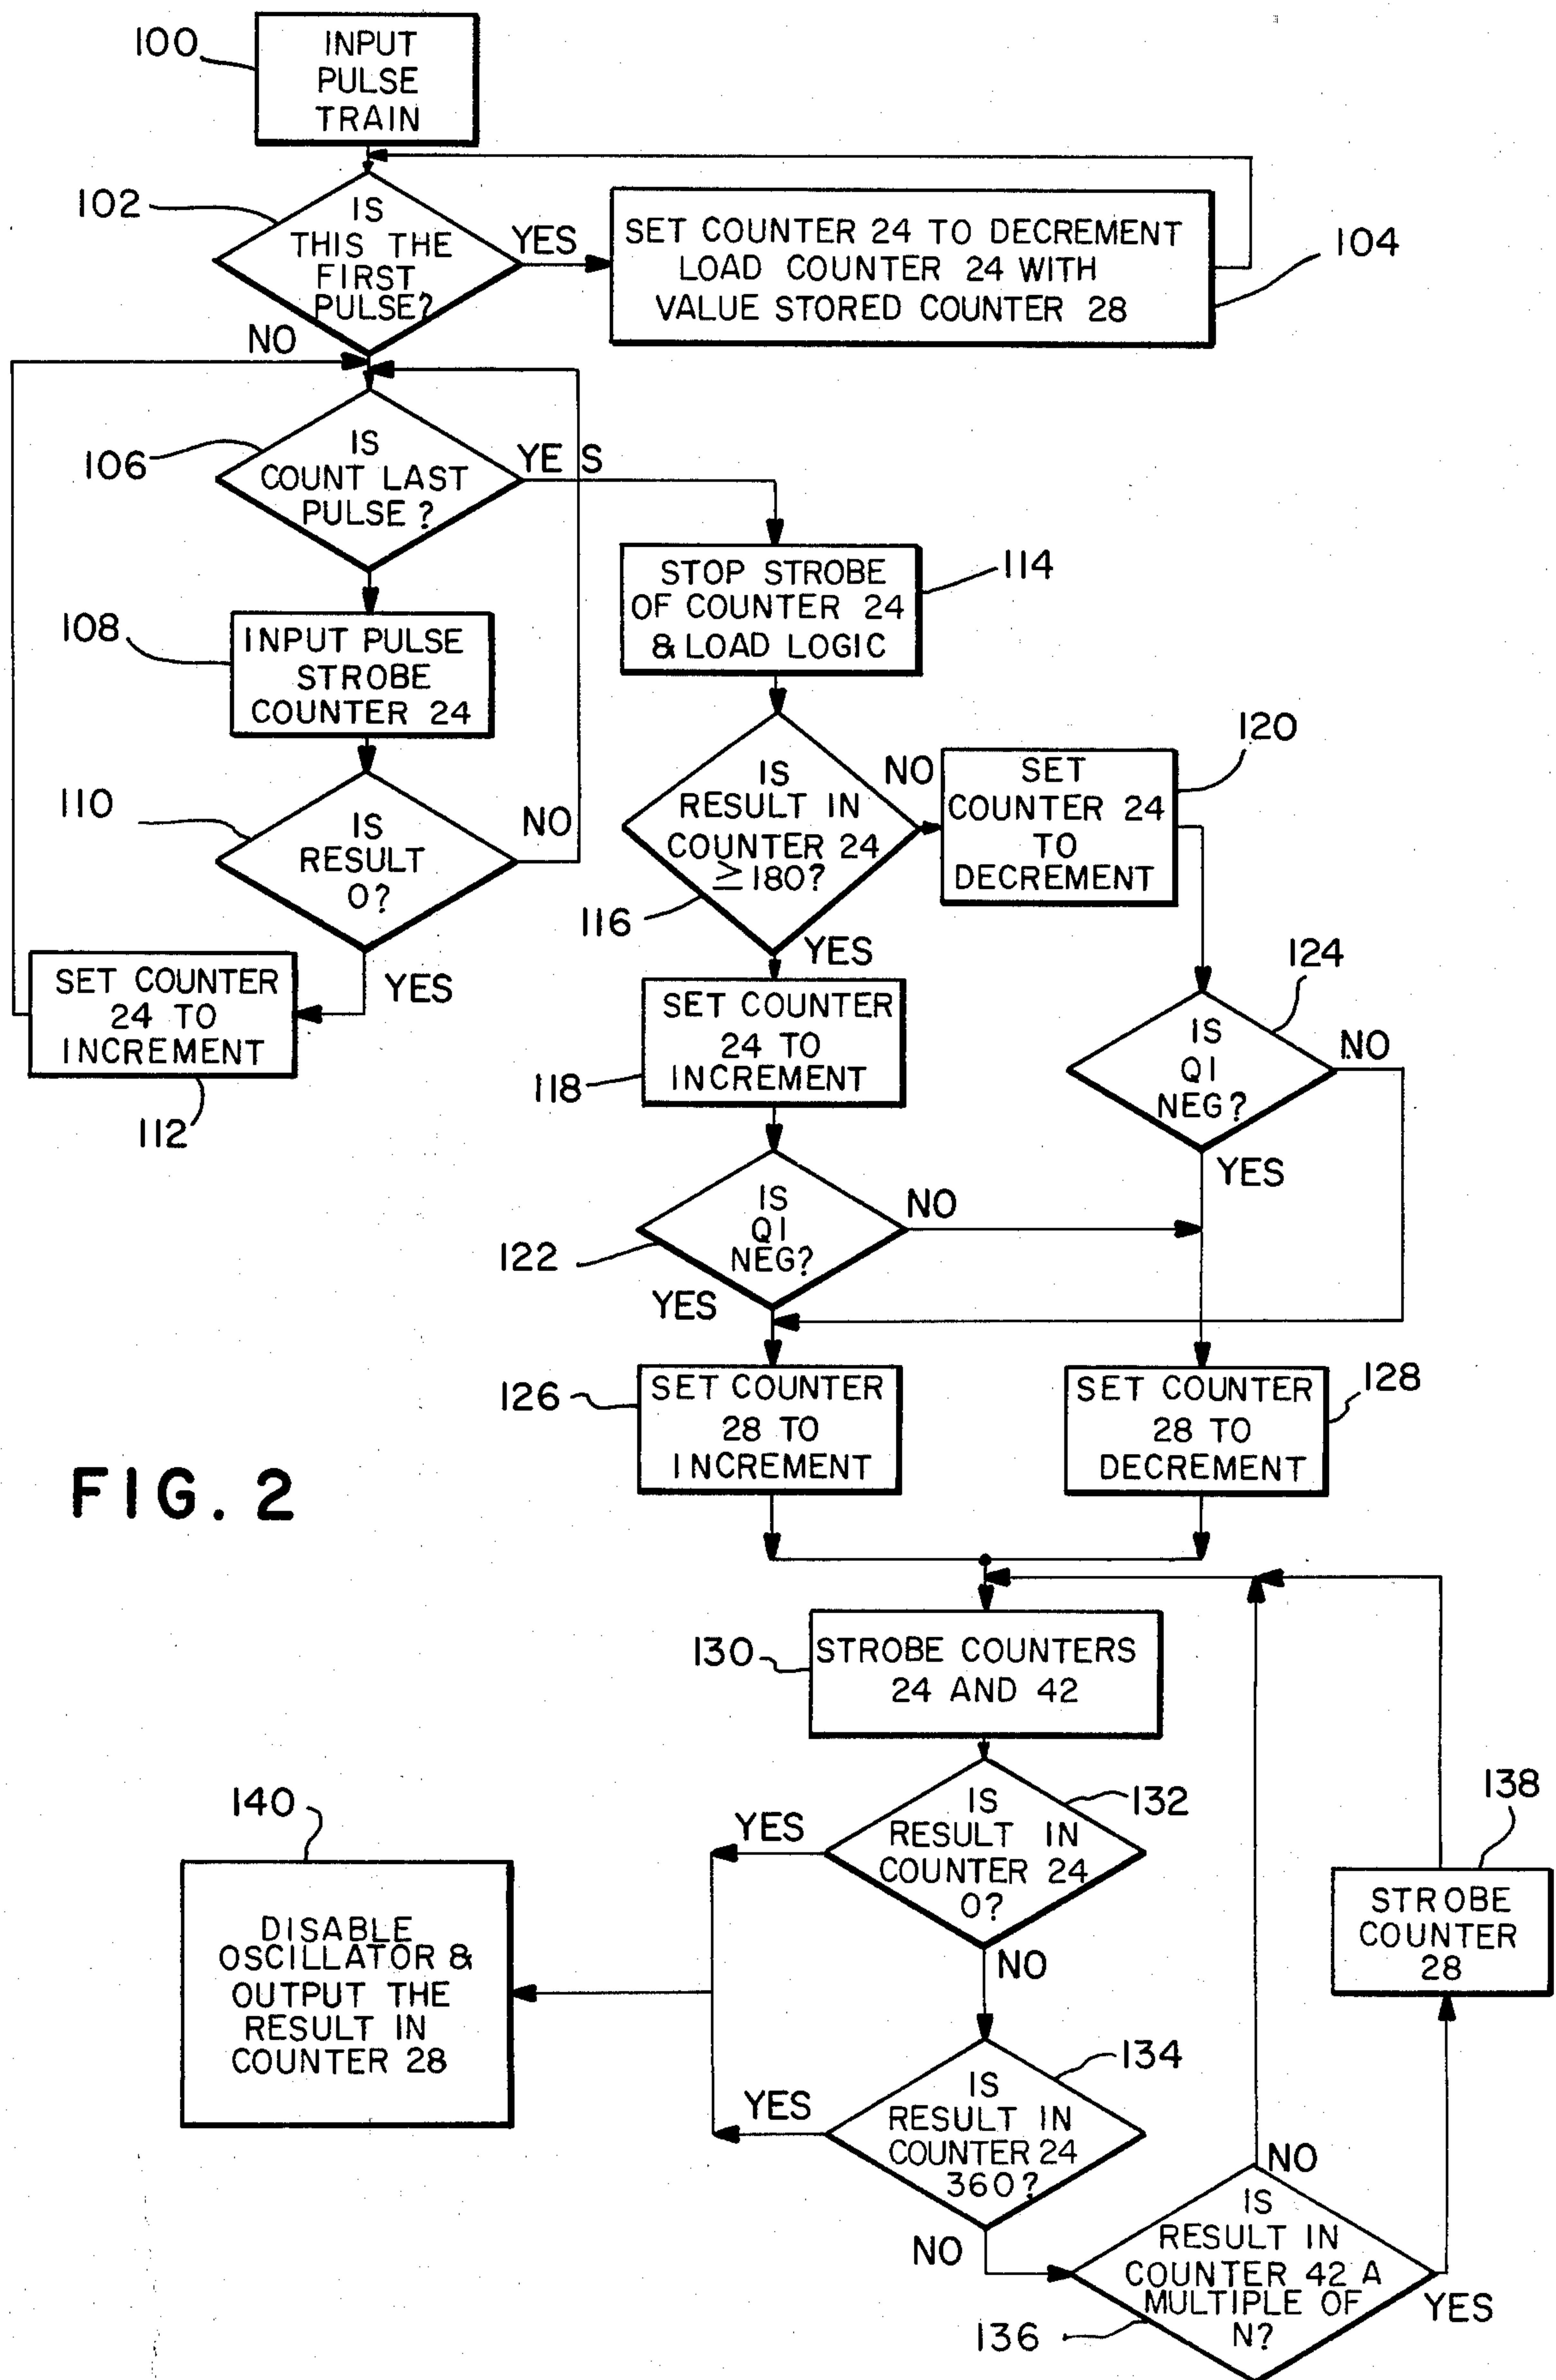 100
INPUT
PULSE
TRAIN
102
IS
THIS THE
FIRST
PULSE?
YES
SET COUNTER 24 TO DECREMENT
LOAD COUNTER 24 WITH
VALUE STORED COUNTER 28
104
NO
106
IS
COUNT LAST
PULSE?
YES
108
INPUT PULSE
STROBE
COUNTER 24
STOP STROBE
OF COUNTER 24
& LOAD LOGIC
114
110
IS
RESULT
0?
NO
YES
SET COUNTER
24 TO
INCREMENT
112
IS
RESULT IN
COUNTER 24
≥180?
116
NO
SET
COUNTER 24
TO
DECREMENT
120
YES
SET COUNTER
24 TO
INCREMENT
118
124
IS
Q1
NEG?
NO
YES
IS
Q1
NEG?
122
NO
YES
126
SET COUNTER
28 TO
INCREMENT
SET COUNTER
28 TO
DECREMENT
128
FIG. 2
130
STROBE COUNTERS
24 AND 42
IS
RESULT IN
COUNTER 24
0?
132
YES
NO
140
DISABLE
OSCILLATOR &
OUTPUT THE
RESULT IN
COUNTER 28
138
STROBE
COUNTER
28
IS
RESULT IN
COUNTER 24
360?
134
YES
NO
NO
IS
RESULT IN
COUNTER 42 A
MULTIPLE OF
N?
136
YES